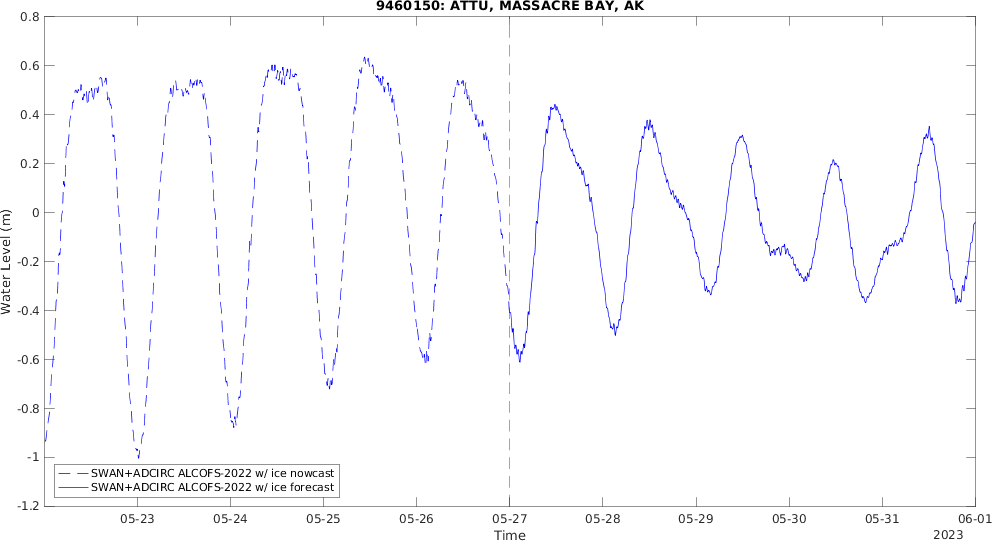 9460150: ATTU, MASSACRE BAY, AK
Water Level (m)
0.8
0.6
0.4
0.2
0
-0.2
-0.4
-0.6
-0.8
-1
-1.2
SWAN+ADCIRC ALCOFS-2022 w/ ice nowcast
SWAN+ADCIRC ALCOFS-2022 w/ ice forecast
05-23 05-24 05-25 05-26 05-27 05-28 05-29 05-30 05-31 06-01
Time
2023